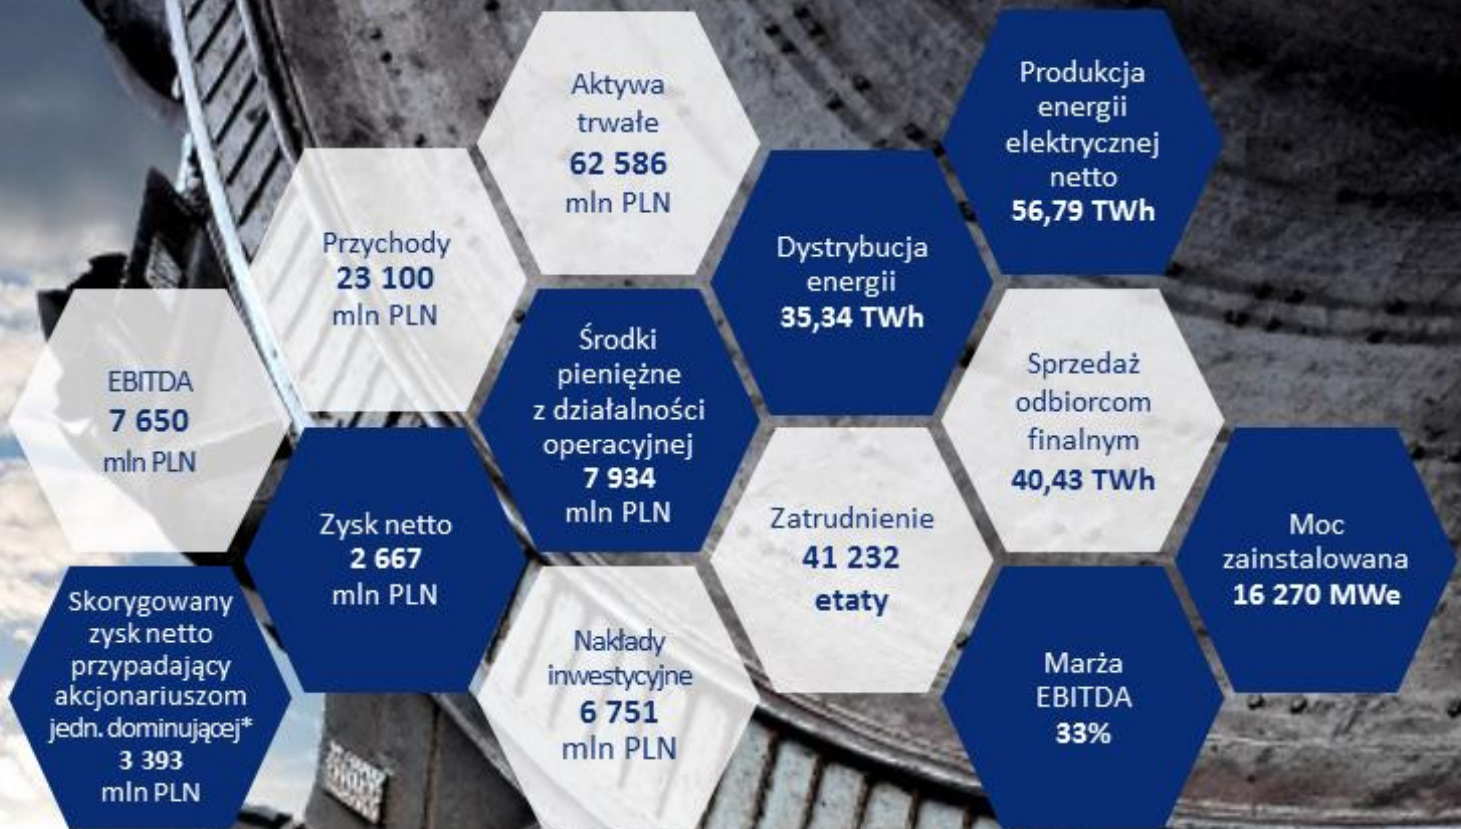 Aktywa
trwałe
62 586
mln PLN
Produkcja
energii
elektrycznej
netto
56,79 TWh
Przychody
23 100
mln PLN
Dystrybucja
energii
35,34 TWh
EBITDA
7 650
mln PLN
Środki
pieniężne
z działalności
operacyjnej
7 934
mln PLN
Sprzedaż
odbiorcom
finalnym
40,43 TWh
Zysk netto
2 667
mln PLN
Zatrudnienie
41 232
etaty
Moc
zainstalowana
16 270 MWe
Skorygowany
zysk netto
przypadający
akcjonariuszom
jedn. dominującej*
3 393
mln PLN
Nakłady
inwestycyjne
6 751
mln PLN
Marża
EBITDA
33%